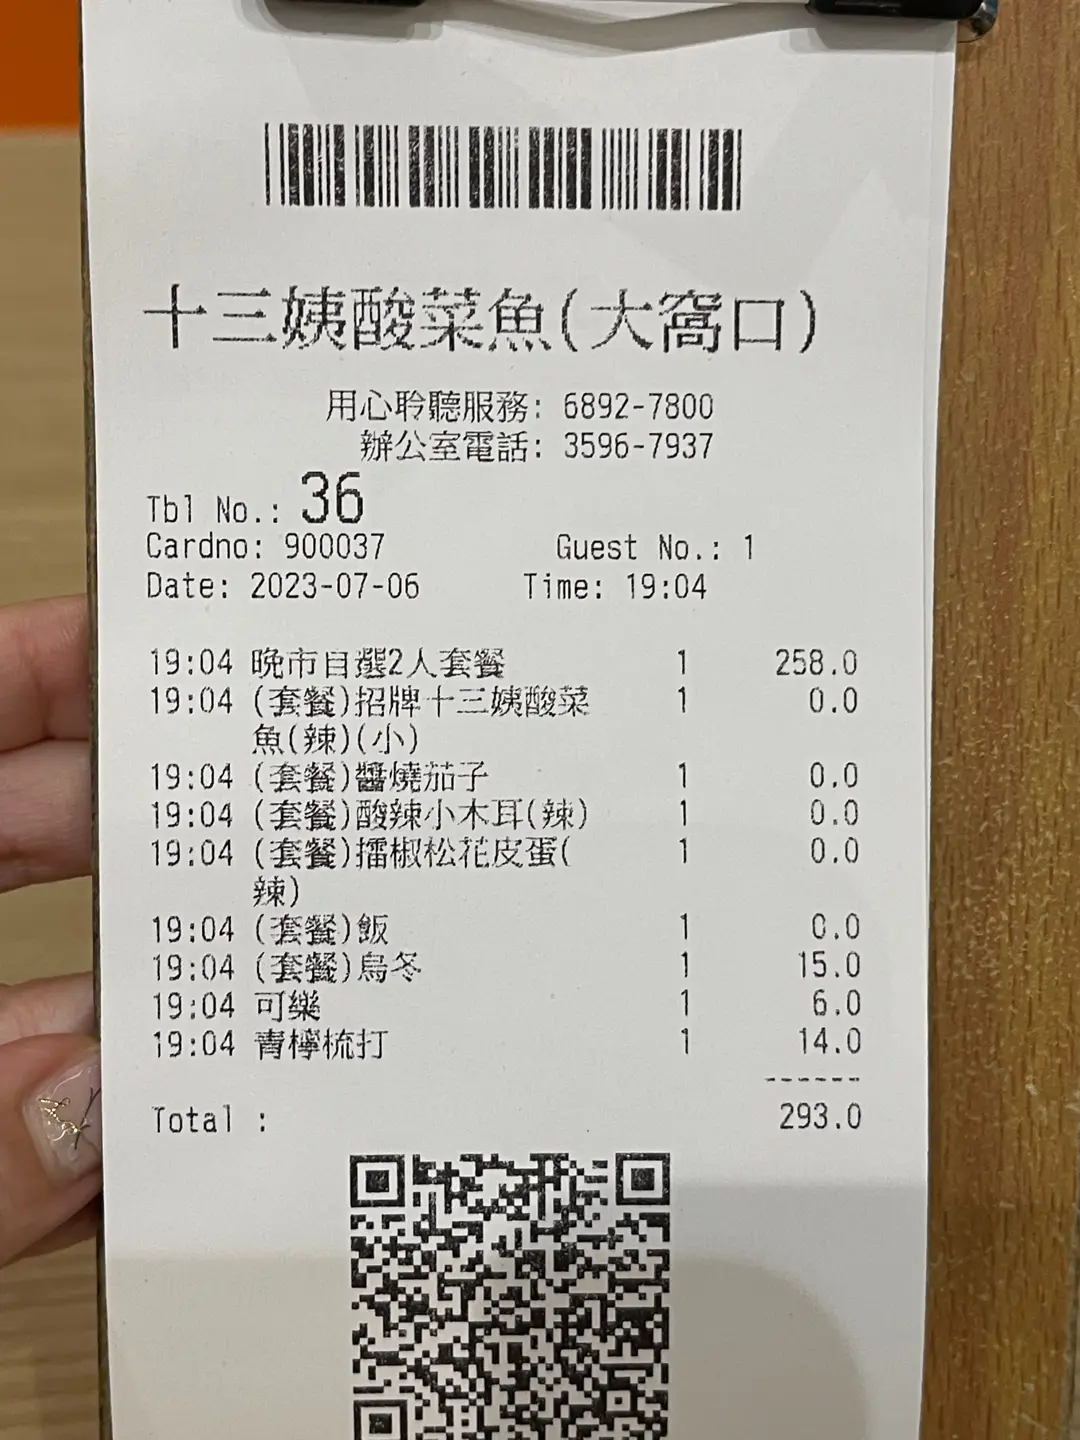 十三姨酸菜魚(大窩口)
用心聆聽服務: 6892-7800
辦公室電話: 3596-7937
Tbl No.: 36
Cardno: 900037 Guest No.: 1
Date: 2023-07-06 Time: 19:04
19:04 晚市自選2人套餐 1 258.0
19:04 (套餐)招牌十三姨酸菜 1 0.0
魚(辣)(小)
19:04 (套餐)醬燒茄子 1 0.0
19:04 (套餐)酸辣小木耳(辣) 1 0.0
19:04 (套餐)擂椒松花皮蛋( 1 0.0
辣)
19:04 (套餐)飯 1 0.0
19:04 (套餐)烏冬 1 15.0
19:04 可樂 1 6.0
19:04 青檸梳打 1 14.0
Total : 293.0